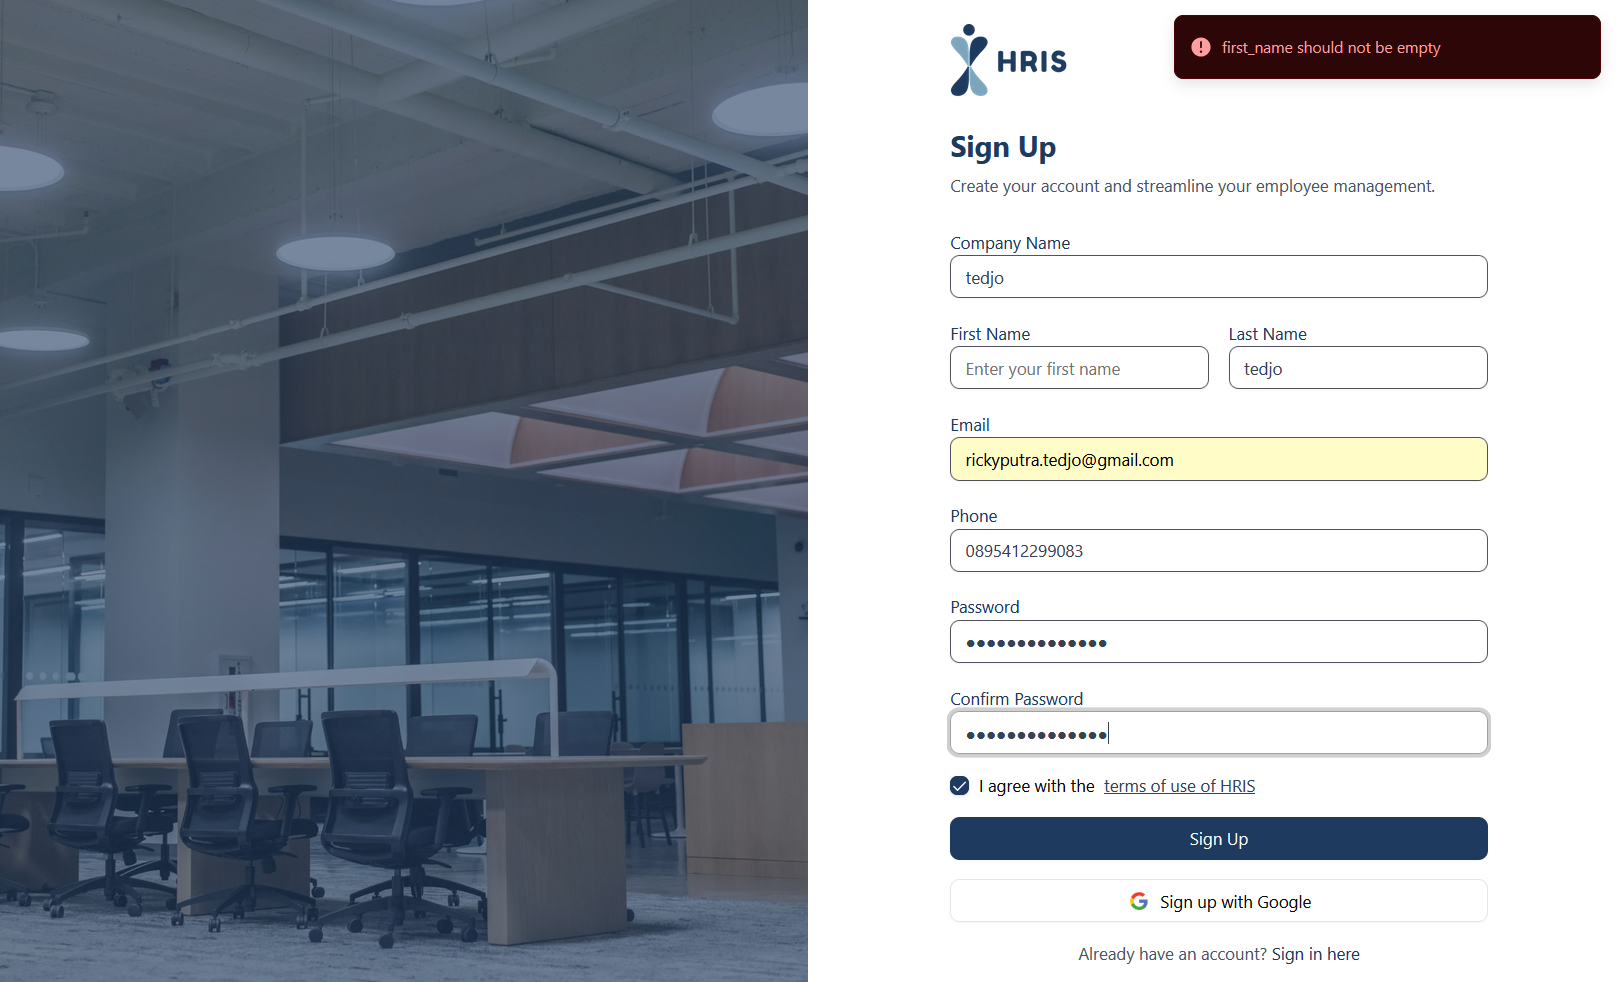 HRIS
first_name should not be empty
Sign Up
Create your account and streamline your employee management.
Company Name
tedjo
First Name
Last Name
Enter your first name
tedjo
Email
rickyputra.tedjo@gmail.com
Phone
0895412299083
Password
••••••••••••••
Confirm Password
••••••••••••••
I agree with the terms of use of HRIS
Sign Up
Sign up with Google
Already have an account? Sign in here